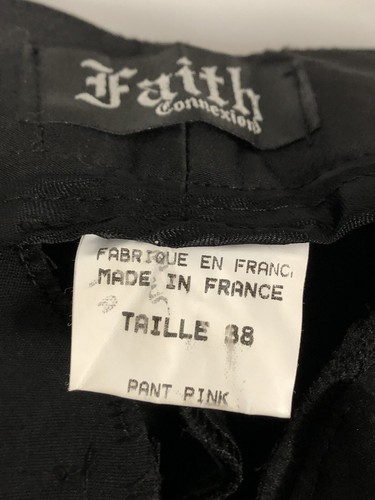 Faith
Connexion
FABRIQUE EN FRANC
MADE IN FRANCE
TAILLE 38
PANT PINK